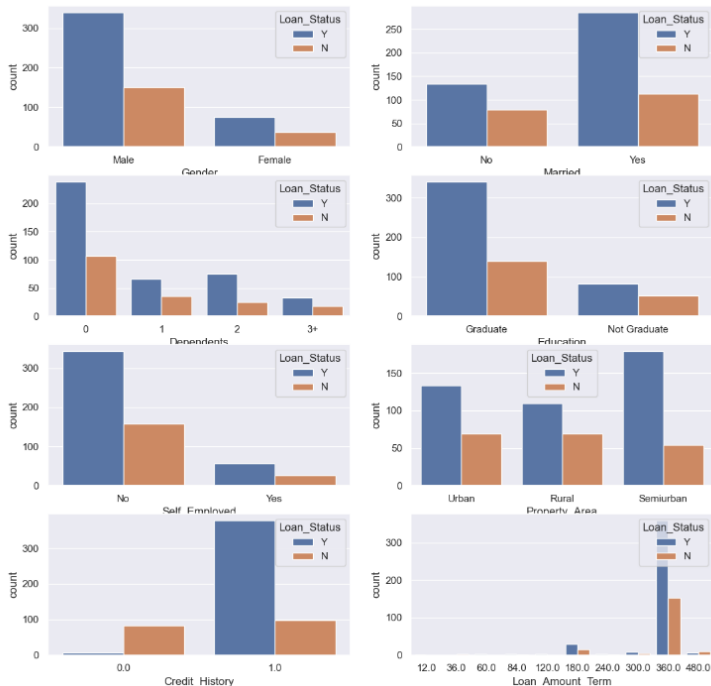 Loan_Status
Y
N
count
300
200
100
0
Male
Female
Gender
Loan_Status
Y
N
count
250
200
150
100
50
0
No
Yes
Married
Loan_Status
Y
N
count
200
150
100
50
0
0
1
2
3+
Dependents
Loan_Status
Y
N
count
300
200
100
0
Graduate
Not Graduate
Education
Loan_Status
Y
N
count
300
200
100
0
No
Yes
Self_Employed
Loan_Status
Y
N
count
150
100
50
0
Urban
Rural
Semiurban
Property_Area
Loan_Status
Y
N
count
300
200
100
0
0.0
1.0
Credit_History
Loan_Status
Y
N
count
300
200
100
0
12.0 36.0 60.0 84.0 120.0 180.0 240.0 300.0 360.0 480.0
Loan_Amount_Term